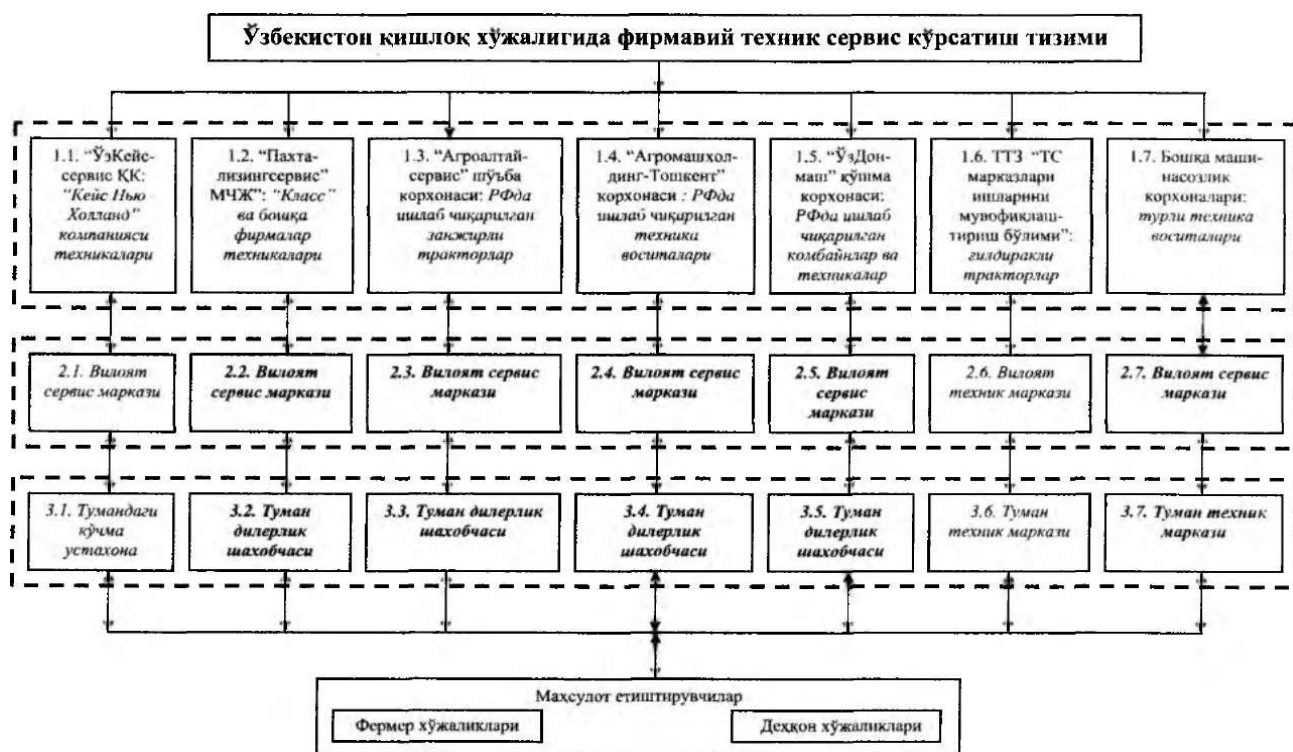 Ўзбекистон қишлоқ хўжалигида фирмавий техник сервис кўрсатиш тизими
1.1. “ЎзКейс-
сервис ҚК:
“Кейс Нью
Холланд”
компанияси
техникалари
1.2. “Пахта-
лизингсервис”
МЧЖ”: “Класс”
ва бошқа
фирмалар
техникалари
1.3. “Агроалтай-
сервис” шўъба
корхонаси: РФда
ишлаб чиқарилган
занжирли
тракторлар
1.4. “Агромашхол-
динг-Тошкент”
корхонаси : РФда
ишлаб чиқарилган
техника
воситалари
1.5. “ЎзДон-
маш” қўшма
корхонаси:
РФда ишлаб
чиқарилган
комбайнлар ва
техникалар
1.6. ТТЗ “ТС
марказлари
ишларини
мувофиқлаш-
тириш бўлими”:
ғилдиракли
тракторлар
1.7. Бошқа маши-
насозлик
корхоналари:
турли техника
воситалари
2.1. Вилоят
сервис маркази
2.2. Вилоят
сервис маркази
2.3. Вилоят сервис
маркази
2.4. Вилоят сервис
маркази
2.5. Вилоят
сервис
маркази
2.6. Вилоят
техник маркази
2.7. Вилоят сервис
маркази
3.1. Тумандаги
кўчма
устахона
3.2. Туман
дилерлик
шахобчаси
3.3. Туман дилерлик
шахобчаси
3.4. Туман
дилерлик
шахобчаси
3.5. Туман
дилерлик
шахобчаси
3.6. Туман
техник маркази
3.7. Туман техник
маркази
Маҳсулот етиштирувчилар
Фермер хўжаликлари
Деҳқон хўжаликлари